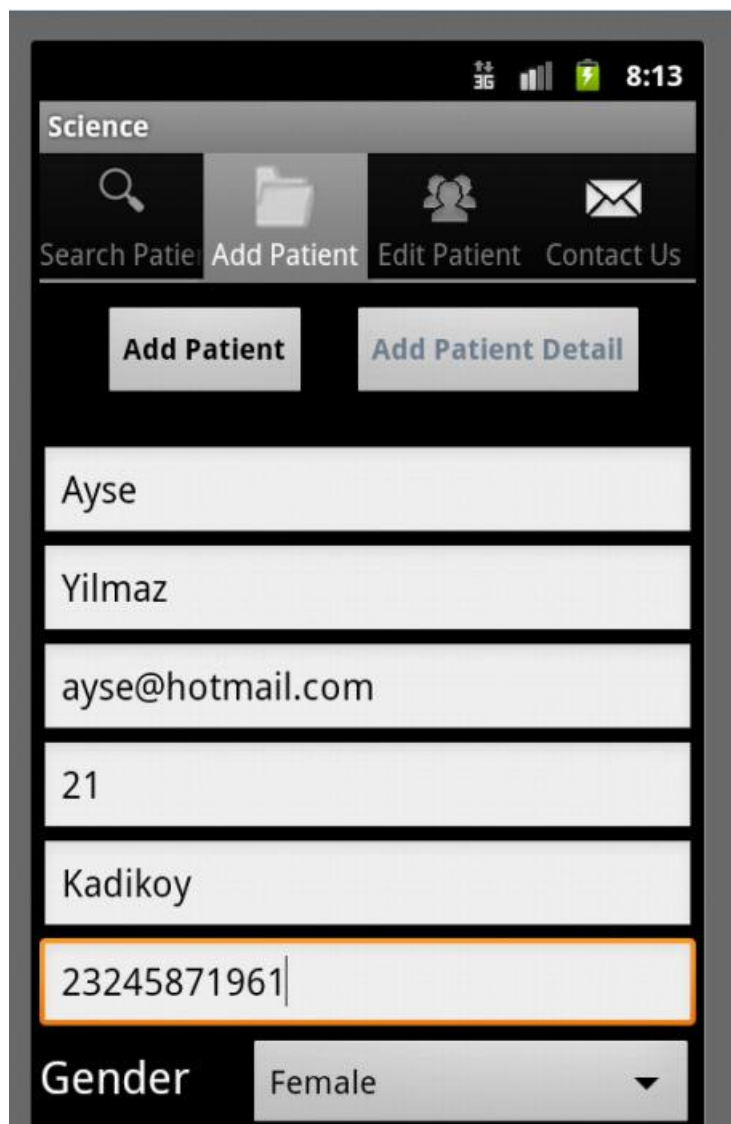 3G 8:13
Science
Search Patie Add Patient Edit Patient Contact Us
Add Patient Add Patient Detail
Ayse
Yilmaz
ayse@hotmail.com
21
Kadikoy
23245871961
Gender Female